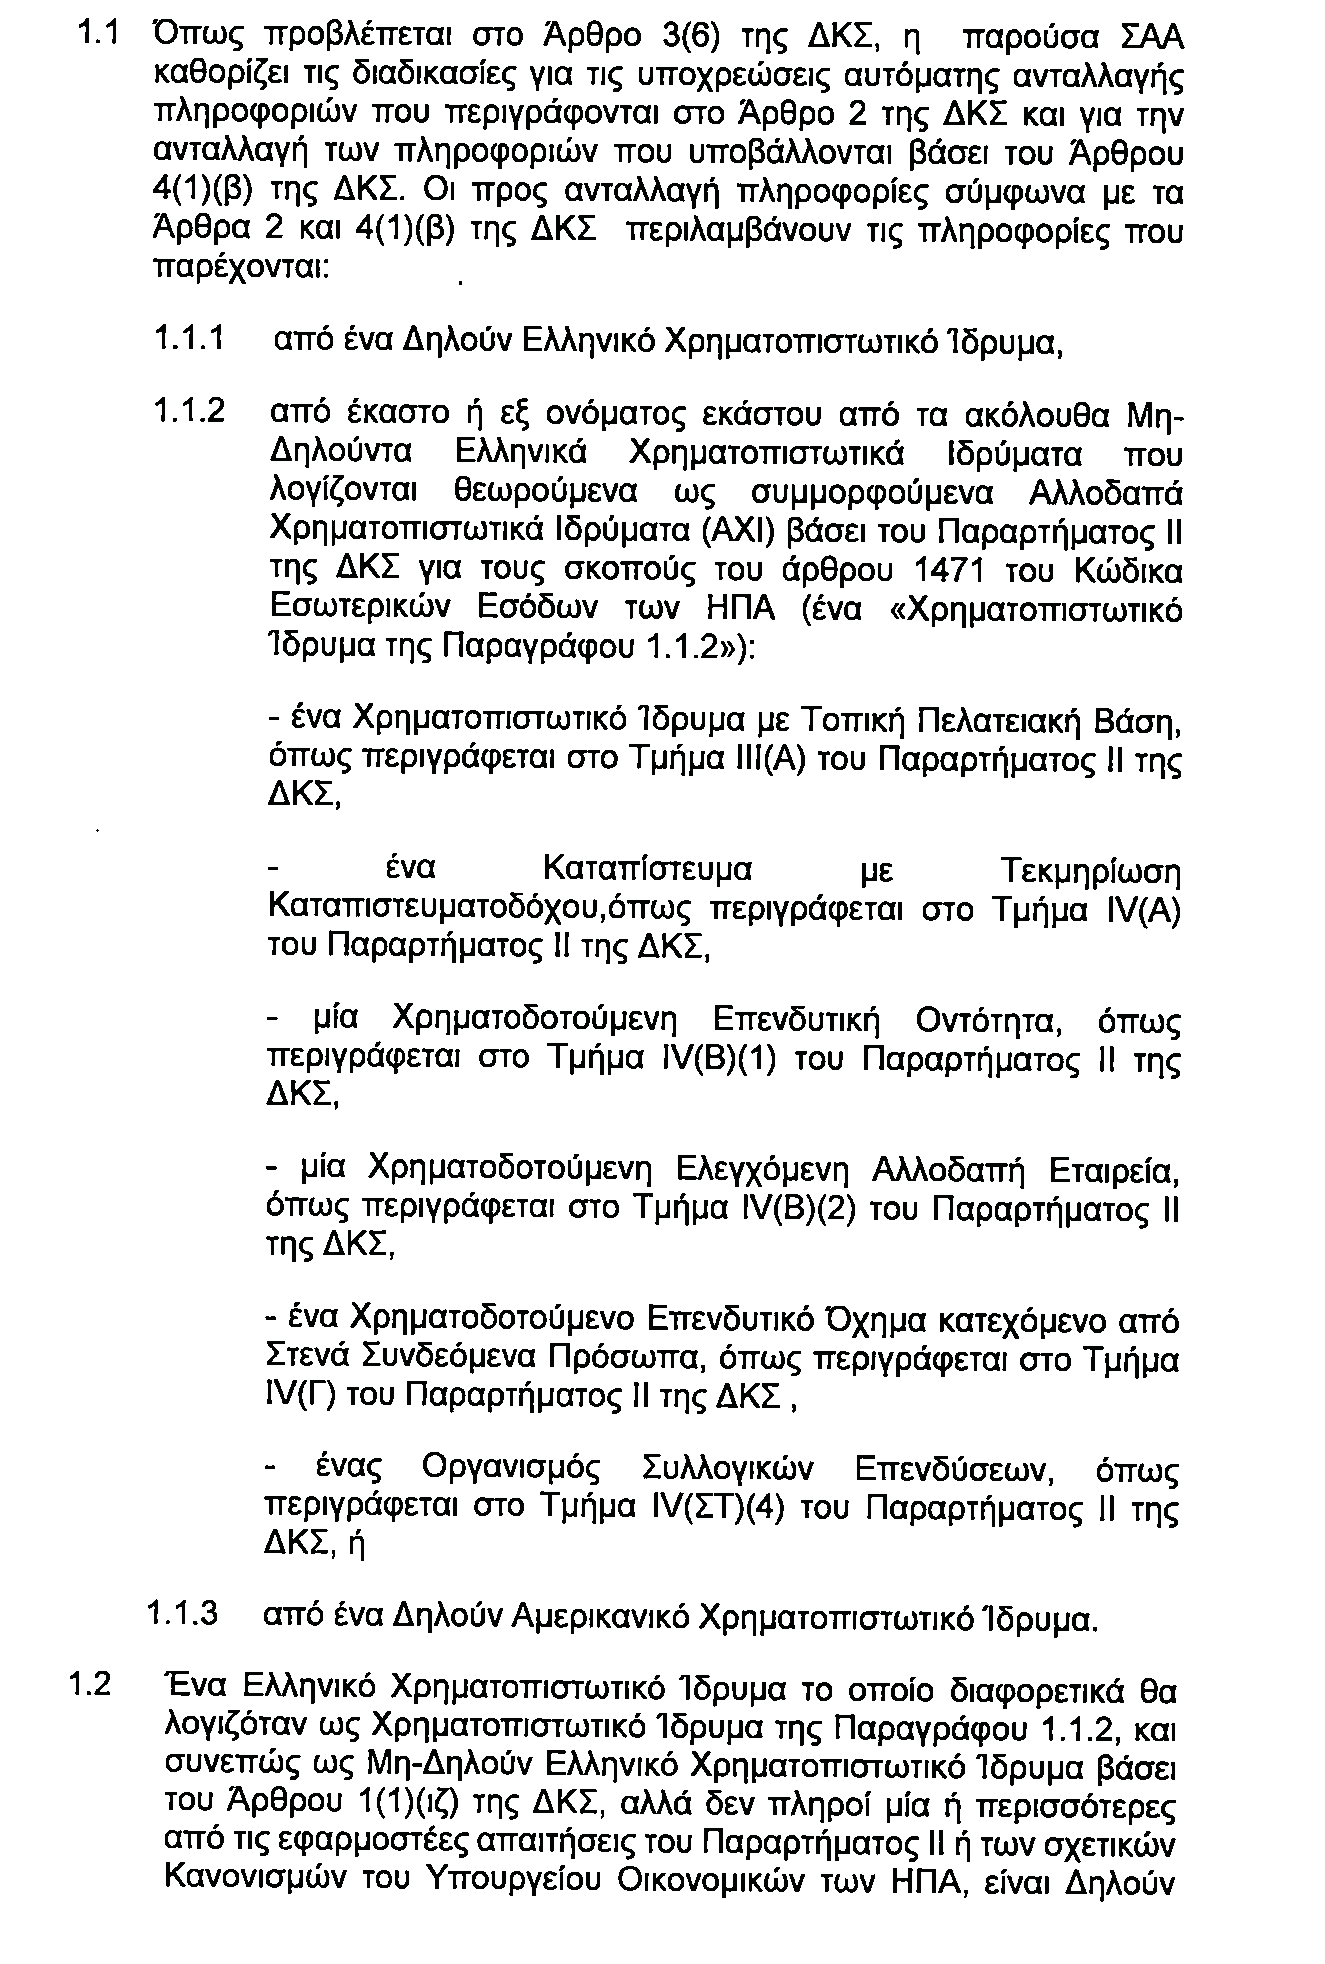 1.1 Όπως προβλέπεται στο Άρθρο 3(6) της ΔΚΣ, η παρούσα ΣΑΑ
καθορίζει τις διαδικασίες για τις υποχρεώσεις αυτόματης ανταλλαγής
πληροφοριών που περιγράφονται στο Άρθρο 2 της ΔΚΣ και για την
ανταλλαγή των πληροφοριών που υποβάλλονται βάσει του Άρθρου
4(1)(β) της ΔΚΣ. Οι προς ανταλλαγή πληροφορίες σύμφωνα με τα
Άρθρα 2 και 4(1)(β) της ΔΚΣ περιλαμβάνουν τις πληροφορίες που
παρέχονται:
1.1.1 από ένα Δηλούν Ελληνικό Χρηματοπιστωτικό Ίδρυμα,
1.1.2 από έκαστο ή εξ ονόματος εκάστου από τα ακόλουθα Μη-
Δηλούντα Ελληνικά Χρηματοπιστωτικά Ιδρύματα που
λογίζονται θεωρούμενα ως συμμορφούμενα Αλλοδαπά
Χρηματοπιστωτικά Ιδρύματα (ΑΧΙ) βάσει του Παραρτήματος ΙΙ
της ΔΚΣ για τους σκοπούς του άρθρου 1471 του Κώδικα
Εσωτερικών Εσόδων των ΗΠΑ (ένα «Χρηματοπιστωτικό
Ίδρυμα της Παραγράφου 1.1.2»):
- ένα Χρηματοπιστωτικό Ίδρυμα με Τοπική Πελατειακή Βάση,
όπως περιγράφεται στο Τμήμα ΙΙΙ(Α) του Παραρτήματος ΙΙ της
ΔΚΣ,
- ένα Καταπίστευμα με Τεκμηρίωση
Καταπιστευματοδόχου,όπως περιγράφεται στο Τμήμα IV(A)
του Παραρτήματος ΙΙ της ΔΚΣ,
- μία Χρηματοδοτούμενη Επενδυτική Οντότητα, όπως
περιγράφεται στο Τμήμα IV(B)(1) του Παραρτήματος ΙΙ της
ΔΚΣ,
- μία Χρηματοδοτούμενη Ελεγχόμενη Αλλοδαπή Εταιρεία,
όπως περιγράφεται στο Τμήμα IV(B)(2) του Παραρτήματος ΙΙ
της ΔΚΣ,
- ένα Χρηματοδοτούμενο Επενδυτικό Όχημα κατεχόμενο από
Στενά Συνδεόμενα Πρόσωπα, όπως περιγράφεται στο Τμήμα
IV(Γ) του Παραρτήματος ΙΙ της ΔΚΣ ,
- ένας Οργανισμός Συλλογικών Επενδύσεων, όπως
περιγράφεται στο Τμήμα IV(ΣΤ)(4) του Παραρτήματος ΙΙ της
ΔΚΣ, ή
1.1.3 από ένα Δηλούν Αμερικανικό Χρηματοπιστωτικό Ίδρυμα.
1.2 Ένα Ελληνικό Χρηματοπιστωτικό Ίδρυμα το οποίο διαφορετικά θα
λογιζόταν ως Χρηματοπιστωτικό Ίδρυμα της Παραγράφου 1.1.2, και
συνεπώς ως Μη-Δηλούν Ελληνικό Χρηματοπιστωτικό Ίδρυμα βάσει
του Άρθρου 1(1)(ιζ) της ΔΚΣ, αλλά δεν πληροί μία ή περισσότερες
από τις εφαρμοστέες απαιτήσεις του Παραρτήματος ΙΙ ή των σχετικών
Κανονισμών του Υπουργείου Οικονομικών των ΗΠΑ, είναι Δηλούν